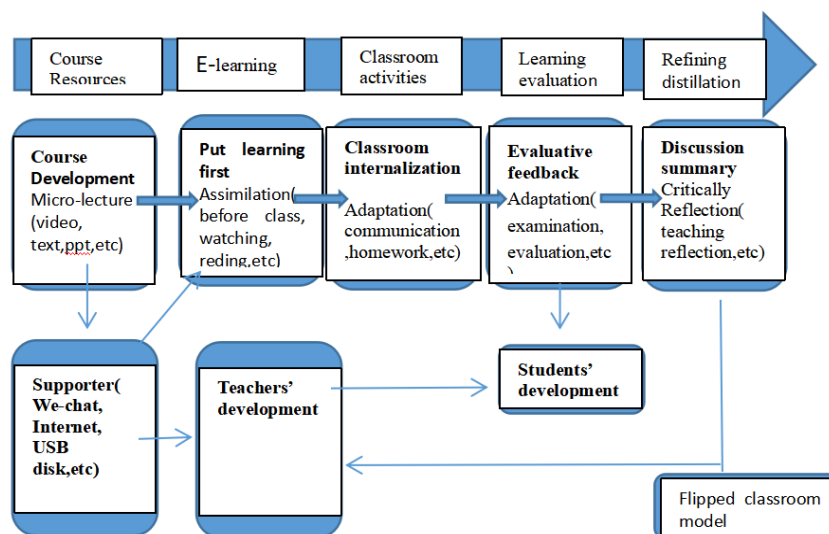 Course
Resources
E-learning
Classroom
activities
Learning
evaluation
Refining
distillation
Course
Development
Micro-lecture
(video,
text,ppt,etc)
Put learning
first
Assimilation(
before class,
watching,
reding,etc)
Classroom
internalization
Adaptation(
communication
,homework,etc)
Evaluative
feedback
Adaptation(
examination,
evaluation,etc
)
Discussion
summary
Critically
Reflection(
teaching
reflection,etc)
Supporter(
We-chat,
Internet,
USB
disk,etc)
Teachers’
development
Students’
development
Flipped classroom
model